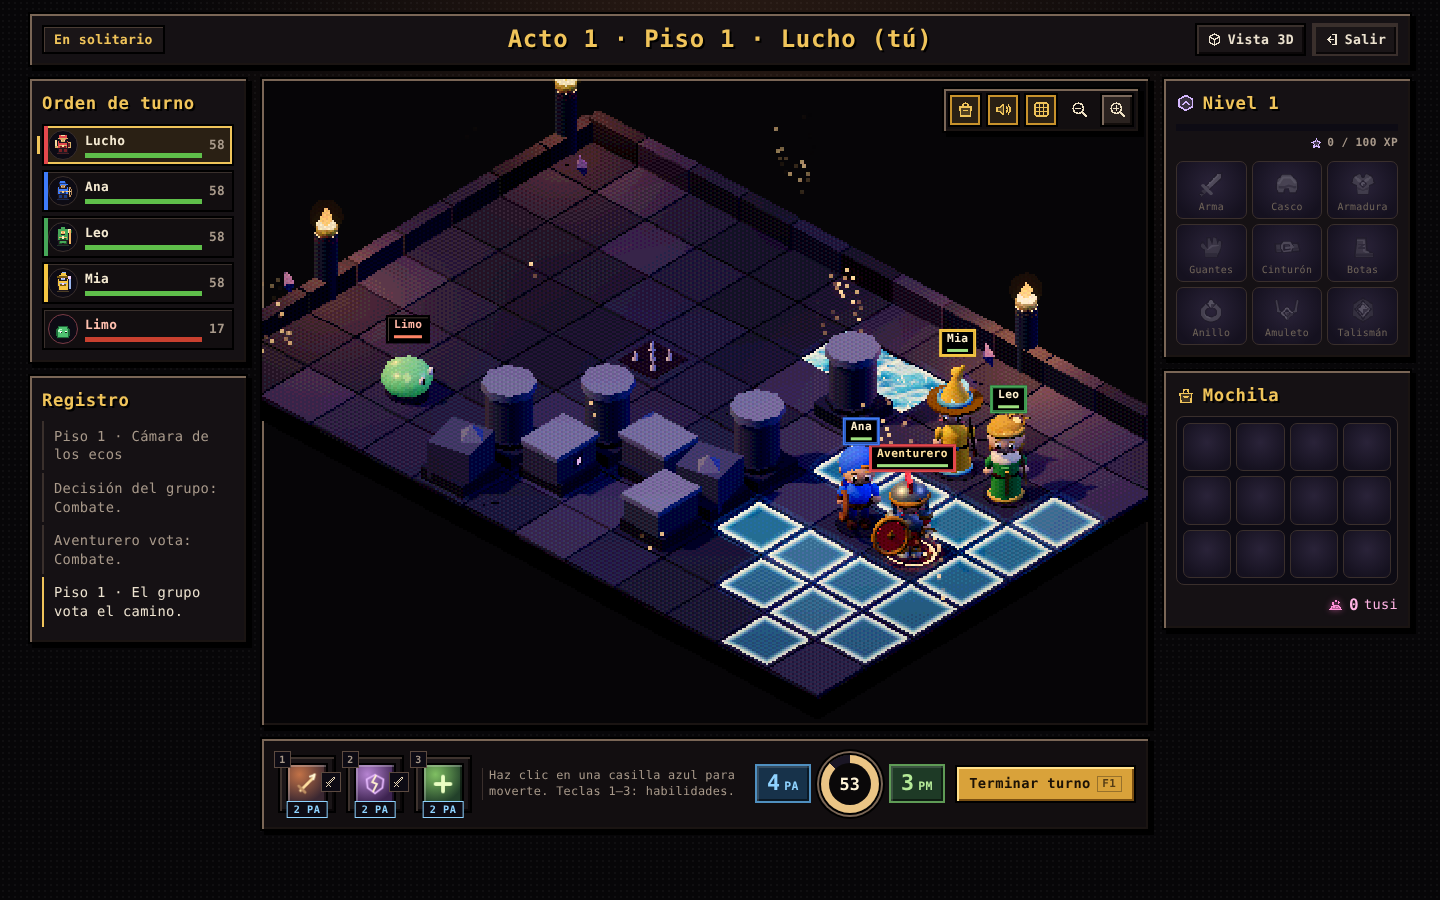 En solitario
Acto 1 · Piso 1 · Lucho (tú)
Vista 3D
Salir
Orden de turno
Lucho 58
Ana 58
Leo 58
Mia 58
Limo 17
Registro
Piso 1 · Cámara de
los ecos
Decisión del grupo:
Combate.
Aventurero vota:
Combate.
Piso 1 · El grupo
vota el camino.
Limo
Mia
Leo
Ana
Aventurero
Nivel 1
0 / 100 XP
Arma
Casco
Armadura
Guantes
Cinturón
Botas
Anillo
Amuleto
Talismán
Mochila
0 tusi
1
2 PA
2
2 PA
3
2 PA
Haz clic en una casilla azul para
moverte. Teclas 1–3: habilidades.
4 PA
53
3 PM
Terminar turno F1